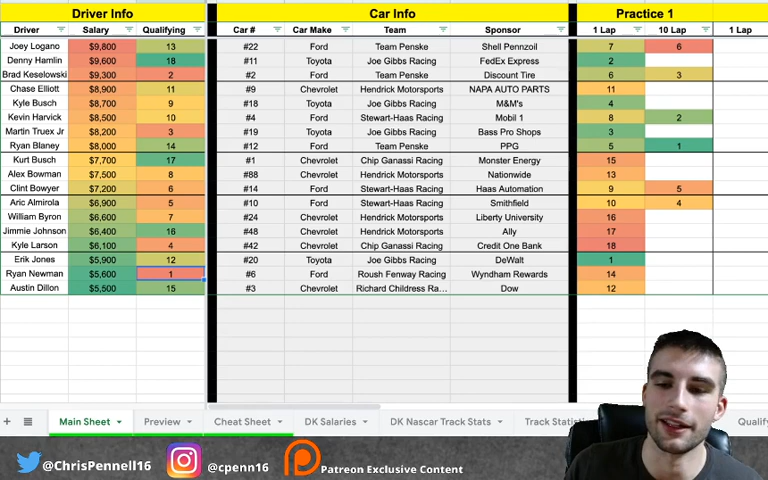 Driver Info Car Info Practice 1
Driver Salary Qualifying Car # Car Make Team Sponsor 1 Lap 10 Lap 1 Lap
Joey Logano $9,800 13 #22 Ford Team Penske Shell Pennzoil 7 6
Denny Hamlin $9,600 18 #11 Toyota Joe Gibbs Racing FedEx Express 2
Brad Keselowski $9,300 2 #2 Ford Team Penske Discount Tire 6 3
Chase Elliott $8,900 11 #9 Chevrolet Hendrick Motorsports NAPA AUTO PARTS 11
Kyle Busch $8,700 9 #18 Toyota Joe Gibbs Racing M&M's 4
Kevin Harvick $8,500 10 #4 Ford Stewart-Haas Racing Mobil 1 8 2
Martin Truex Jr $8,200 3 #19 Toyota Joe Gibbs Racing Bass Pro Shops 3
Ryan Blaney $8,000 14 #12 Ford Team Penske PPG 5 1
Kurt Busch $7,700 17 #1 Chevrolet Chip Ganassi Racing Monster Energy 15
Alex Bowman $7,500 8 #88 Chevrolet Hendrick Motorsports Nationwide 13
Clint Bowyer $7,200 6 #14 Ford Stewart-Haas Racing Haas Automation 9 5
Aric Almirola $6,900 5 #10 Ford Stewart-Haas Racing Smithfield 10 4
William Byron $6,600 7 #24 Chevrolet Hendrick Motorsports Liberty University 16
Jimmie Johnson $6,400 16 #48 Chevrolet Hendrick Motorsports Ally 17
Kyle Larson $6,100 4 #42 Chevrolet Chip Ganassi Racing Credit One Bank 18
Erik Jones $5,900 12 #20 Toyota Joe Gibbs Racing DeWalt 1
Ryan Newman $5,600 1 #6 Ford Roush Fenway Racing Wyndham Rewards 14
Austin Dillon $5,500 15 #3 Chevrolet Richard Childress Ra... Dow 12
Main Sheet Preview Cheat Sheet DK Salaries DK Nascar Track Stats Track Statis Qualify
@ChrisPennell16 @cpenn16 Patreon Exclusive Content